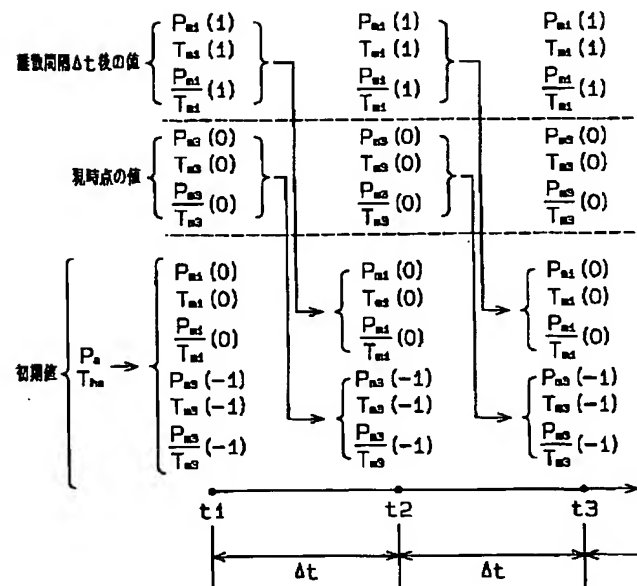 離散間隔Δt後の値
Pm1(1) Pm1(1) Pm1(1)
Tm1(1) Tm1(1) Tm1(1)
Pm1/Tm1(1) Pm1/Tm1(1) Pm1/Tm1(1)
現時点の値
Pm3(0) Pm3(0) Pm3(0)
Tm3(0) Tm3(0) Tm3(0)
Pm3/Tm3(0) Pm3/Tm3(0) Pm3/Tm3(0)
初期値
Pa
Tha
Pm1(0) Pm1(0) Pm1(0)
Tm1(0) Tm1(0) Tm1(0)
Pm1/Tm1(0) Pm1/Tm1(0) Pm1/Tm1(0)
Pm3(-1) Pm3(-1) Pm3(-1)
Tm3(-1) Tm3(-1) Tm3(-1)
Pm3/Tm3(-1) Pm3/Tm3(-1) Pm3/Tm3(-1)
t1 t2 t3
Δt Δt